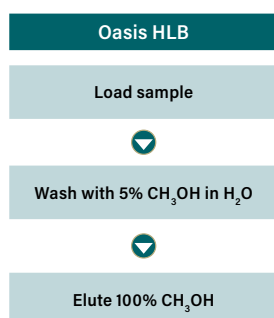 Oasis HLB
Load sample
Wash with 5% CH₃OH in H₂O
Elute 100% CH₃OH